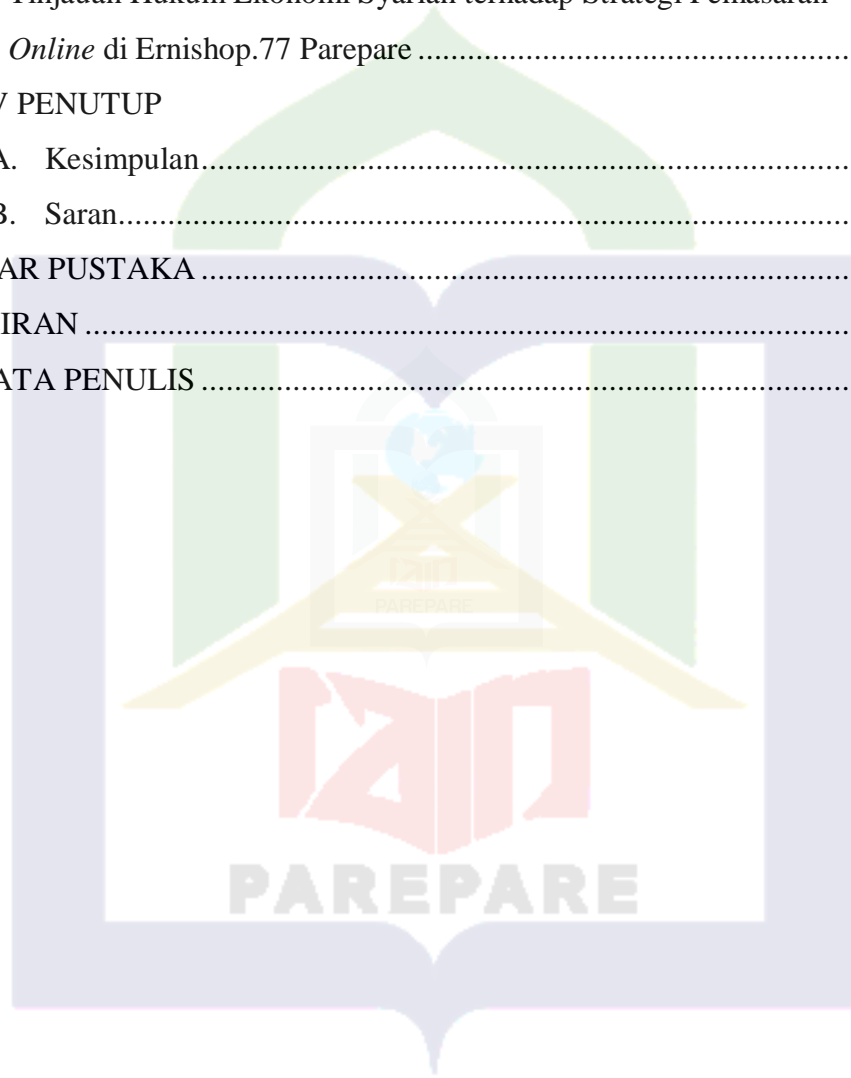 Tinjauan Hukum Ekonomi Syariah terhadap Strategi Pemasaran
Online di Ernishop.77 Parepare ................................................................
V PENUTUP
A. Kesimpulan................................................................................
B. Saran..........................................................................................
AR PUSTAKA ................................................................................
IRAN ..............................................................................................
ATA PENULIS ................................................................................
PAREPARE
PAREPARE